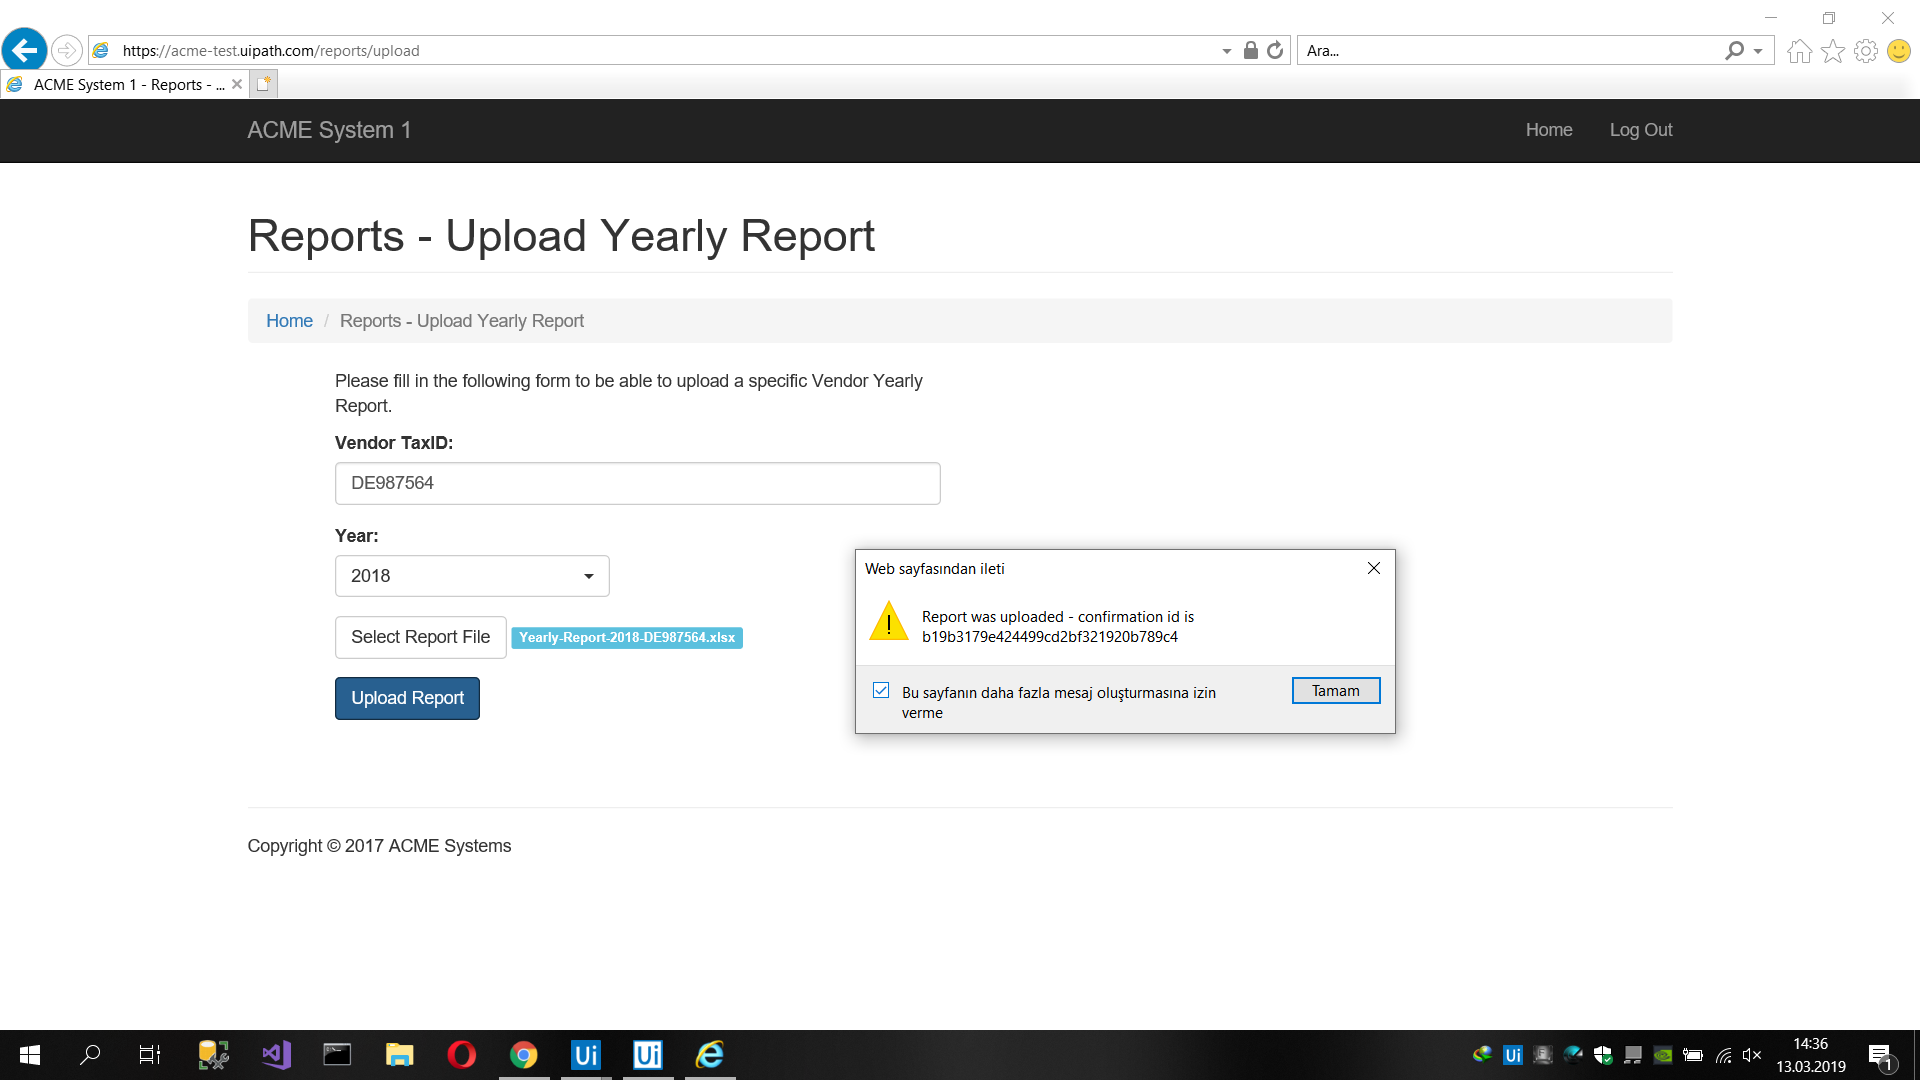 https://acme-test.uipath.com/reports/upload
Ara...
ACME System 1 - Reports - ...
ACME System 1
Home
Log Out
Reports - Upload Yearly Report
Home / Reports - Upload Yearly Report
Please fill in the following form to be able to upload a specific Vendor Yearly
Report.
Vendor TaxID:
DE987564
Year:
2018
Select Report File
Yearly-Report-2018-DE987564.xlsx
Upload Report
Web sayfasından ileti
Report was uploaded - confirmation id is
b19b3179e424499cd2bf321920b789c4
Bu sayfanın daha fazla mesaj oluşturmasına izin
verme
Tamam
Copyright © 2017 ACME Systems
Ui
Ui
Ui
14:36
13.03.2019
1